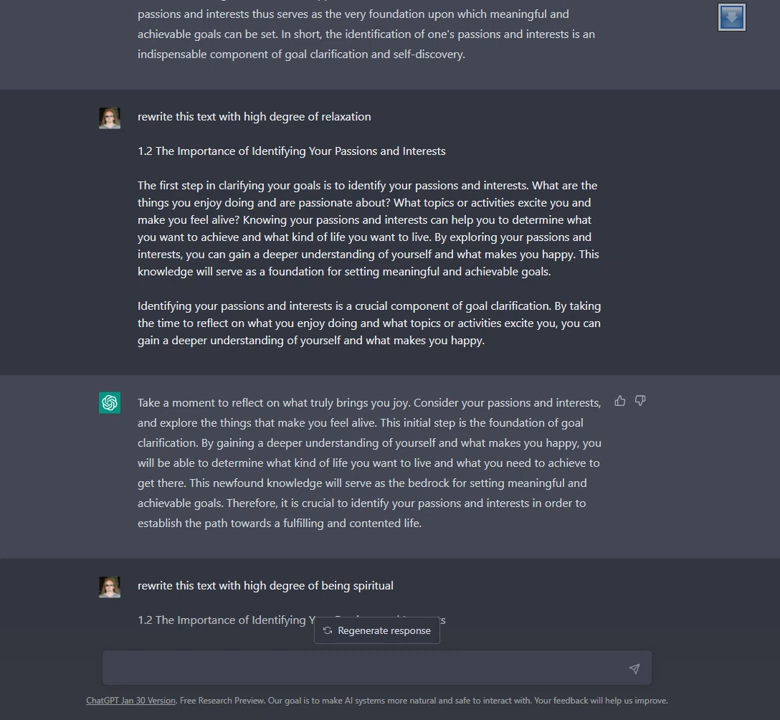 passions and interests thus serves as the very foundation upon which meaningful and
achievable goals can be set. In short, the identification of one's passions and interests is an
indispensable component of goal clarification and self-discovery.
rewrite this text with high degree of relaxation
1.2 The Importance of Identifying Your Passions and Interests
The first step in clarifying your goals is to identify your passions and interests. What are the
things you enjoy doing and are passionate about? What topics or activities excite you and
make you feel alive? Knowing your passions and interests can help you to determine what
you want to achieve and what kind of life you want to live. By exploring your passions and
interests, you can gain a deeper understanding of yourself and what makes you happy. This
knowledge will serve as a foundation for setting meaningful and achievable goals.
Identifying your passions and interests is a crucial component of goal clarification. By taking
the time to reflect on what you enjoy doing and what topics or activities excite you, you can
gain a deeper understanding of yourself and what makes you happy.
Take a moment to reflect on what truly brings you joy. Consider your passions and interests,
and explore the things that make you feel alive. This initial step is the foundation of goal
clarification. By gaining a deeper understanding of yourself and what makes you happy, you
will be able to determine what kind of life you want to live and what you need to achieve to
get there. This newfound knowledge will serve as the bedrock for setting meaningful and
achievable goals. Therefore, it is crucial to identify your passions and interests in order to
establish the path towards a fulfilling and contented life.
rewrite this text with high degree of being spiritual
1.2 The Importance of Identifying
Regenerate response
ChatGPT Jan 30 Version. Free Research Preview. Our goal is to make AI systems more natural and safe to interact with. Your feedback will help us improve.